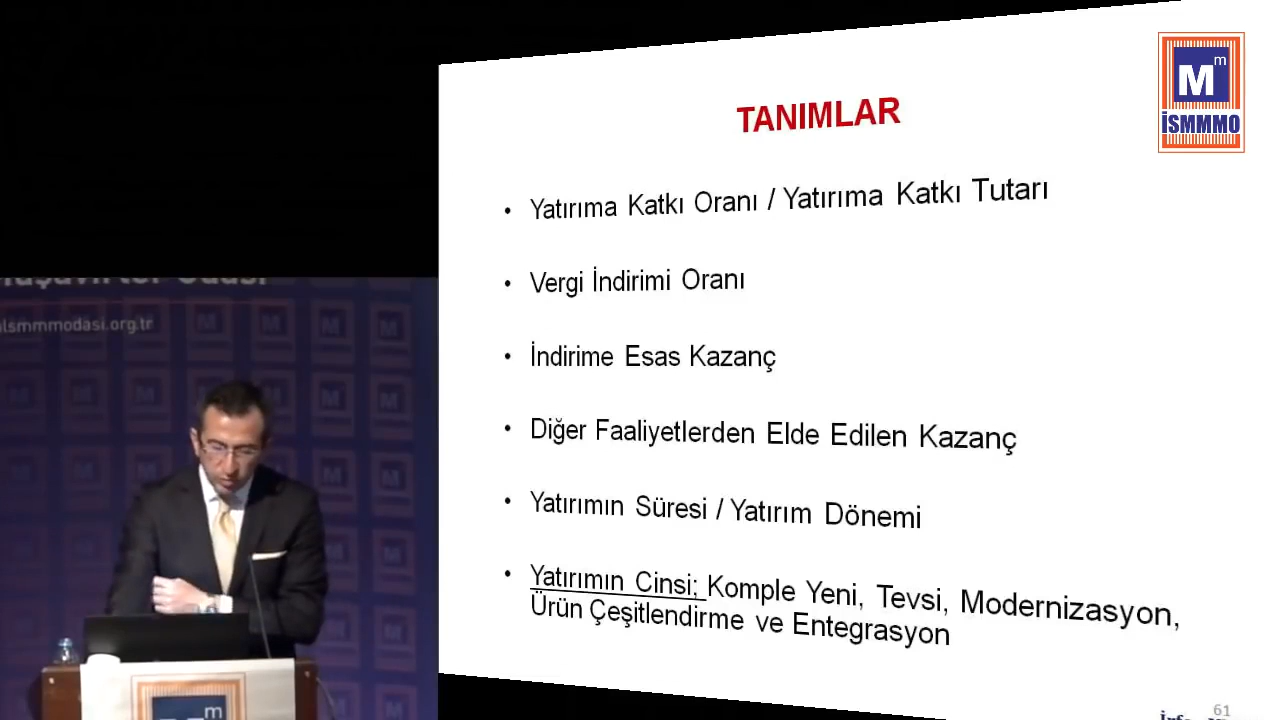 TANIMLAR
Mm
İSMMMO
• Yatırıma Katkı Oranı / Yatırıma Katkı Tutarı
• Vergi İndirimi Oranı
• İndirime Esas Kazanç
• Diğer Faaliyetlerden Elde Edilen Kazanç
• Yatırımın Süresi / Yatırım Dönemi
• Yatırımın Cinsi; Komple Yeni, Tevsi, Modernizasyon,
Ürün Çeşitlendirme ve Entegrasyon
61